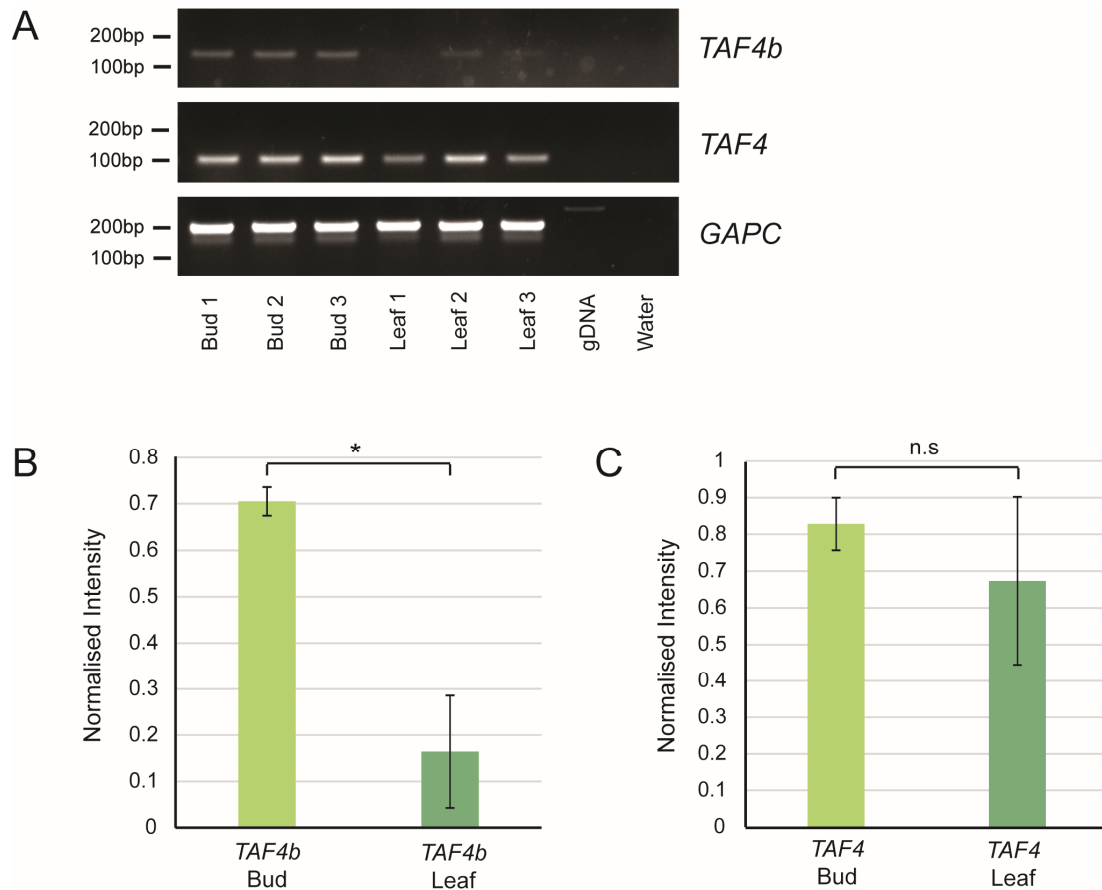 A
200bp
100bp
TAF4b
200bp
100bp
TAF4
200bp
100bp
GAPC
Bud 1
Bud 2
Bud 3
Leaf 1
Leaf 2
Leaf 3
gDNA
Water
B
Normalised Intensity
0.8
0.7
0.6
0.5
0.4
0.3
0.2
0.1
0
*
TAF4b
Bud
TAF4b
Leaf
C
Normalised Intensity
1
0.9
0.8
0.7
0.6
0.5
0.4
0.3
0.2
0.1
0
n.s
TAF4
Bud
TAF4
Leaf